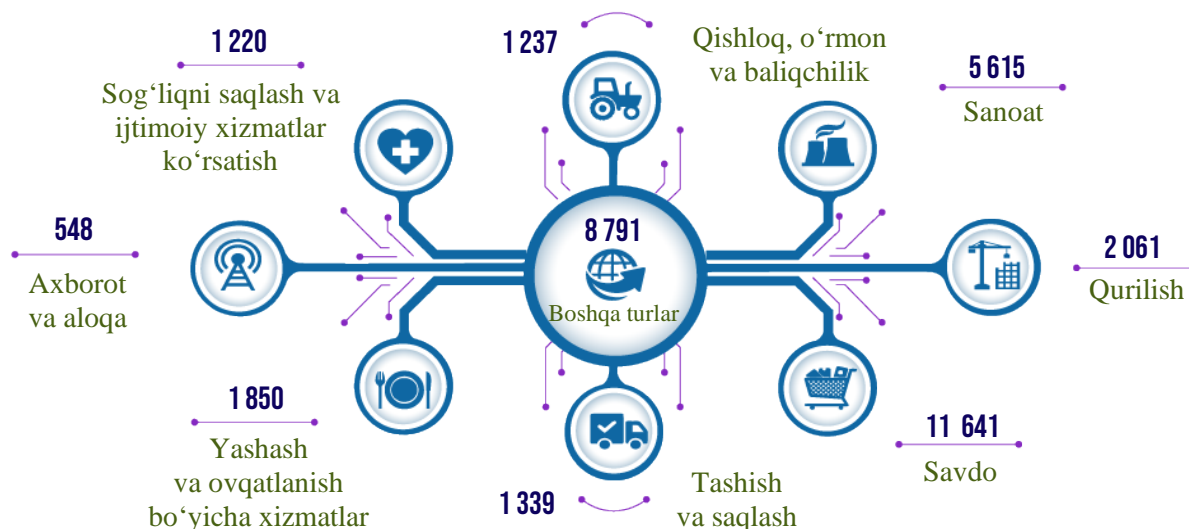 1 220
Sog‘liqni saqlash va
ijtimoiy xizmatlar
ko‘rsatish
1 237
Qishloq, o‘rmon
va baliqchilik
5 615
Sanoat
548
Axborot
va aloqa
8 791
Boshqa turlar
2 061
Qurilish
1 850
Yashash
va ovqatlanish
bo‘yicha xizmatlar
1 339
Tashish
va saqlash
11 641
Savdo